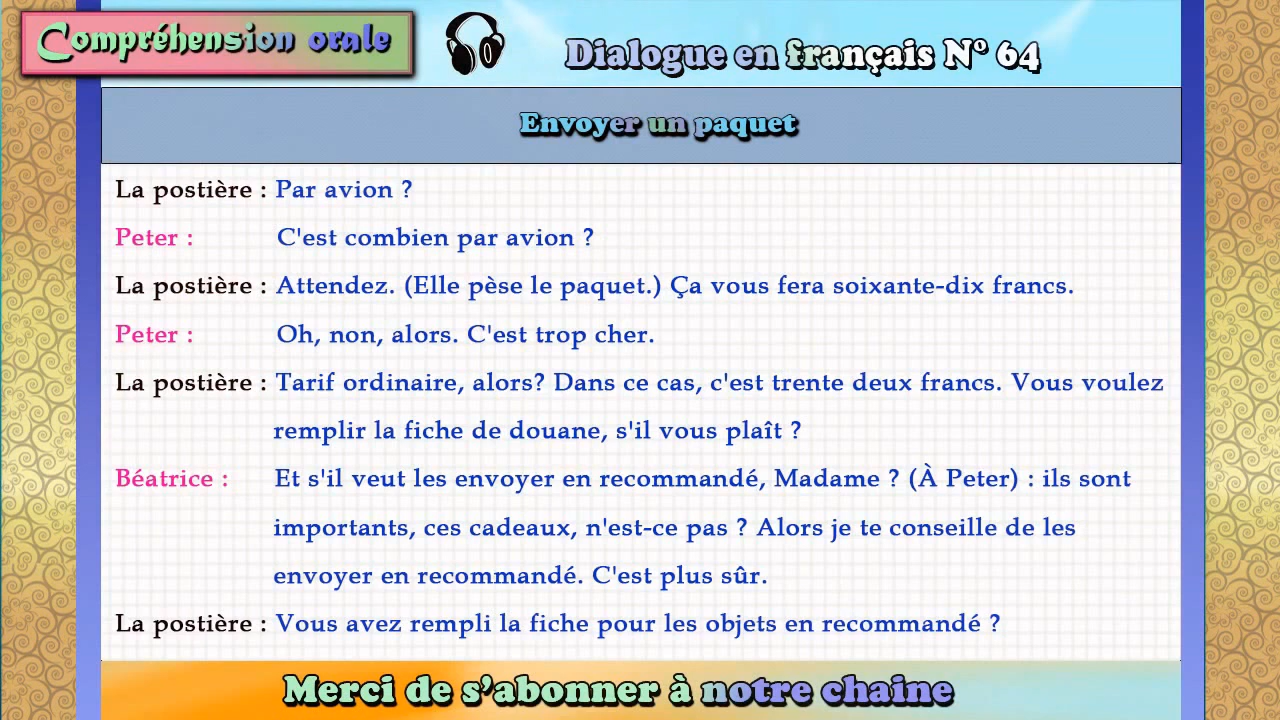 Compréhension orale
Dialogue en français N° 64
Envoyer un paquet
La postière : Par avion ?
Peter : C'est combien par avion ?
La postière : Attendez. (Elle pèse le paquet.) Ça vous fera soixante-dix francs.
Peter : Oh, non, alors. C'est trop cher.
La postière : Tarif ordinaire, alors? Dans ce cas, c'est trente deux francs. Vous voulez
remplir la fiche de douane, s'il vous plaît ?
Béatrice : Et s'il veut les envoyer en recommandé, Madame ? (À Peter) : ils sont
importants, ces cadeaux, n'est-ce pas ? Alors je te conseille de les
envoyer en recommandé. C'est plus sûr.
La postière : Vous avez rempli la fiche pour les objets en recommandé ?
Merci de s'abonner à notre chaine